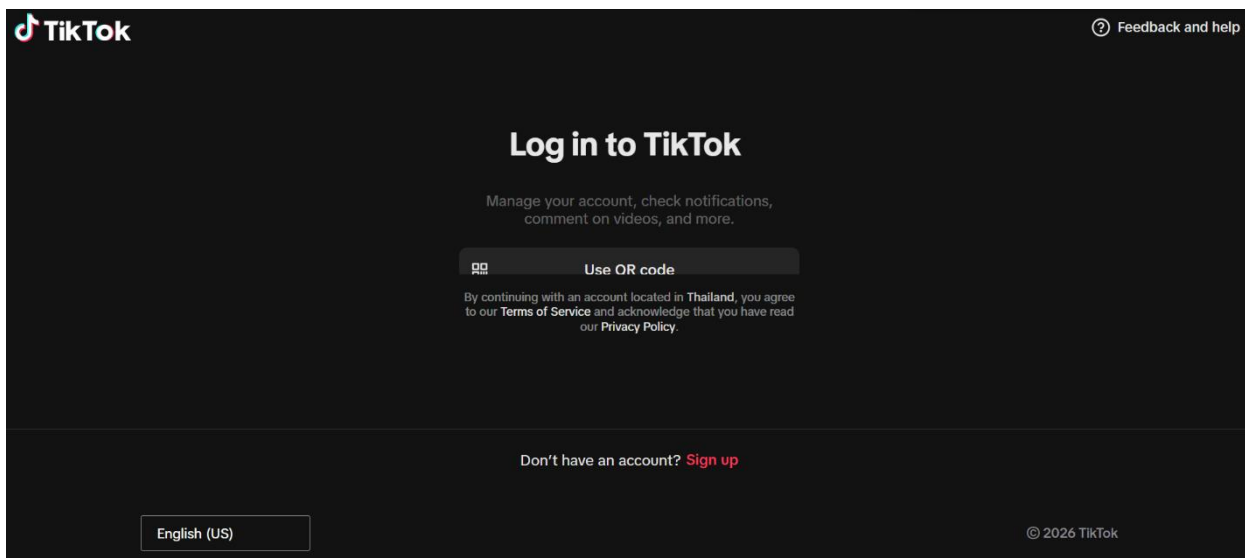 TikTok
Feedback and help
Log in to TikTok
Manage your account, check notifications,
comment on videos, and more.
Use QR code
By continuing with an account located in Thailand, you agree
to our Terms of Service and acknowledge that you have read
our Privacy Policy.
Don't have an account? Sign up
English (US)
© 2026 TikTok